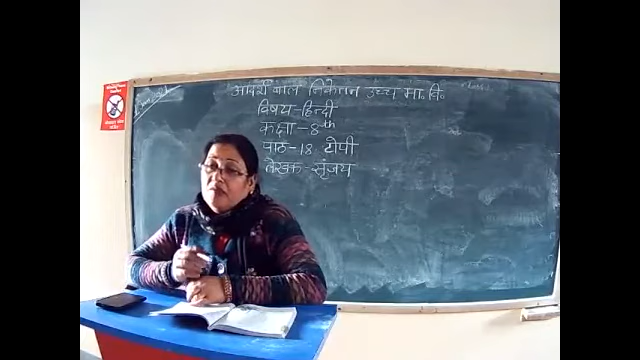 आदर्श बाल निकेतन उच्च मा. वि.
विषय-हिन्दी
कक्षा-8th
पाठ-18 टोपी
लेखक-सृंजय